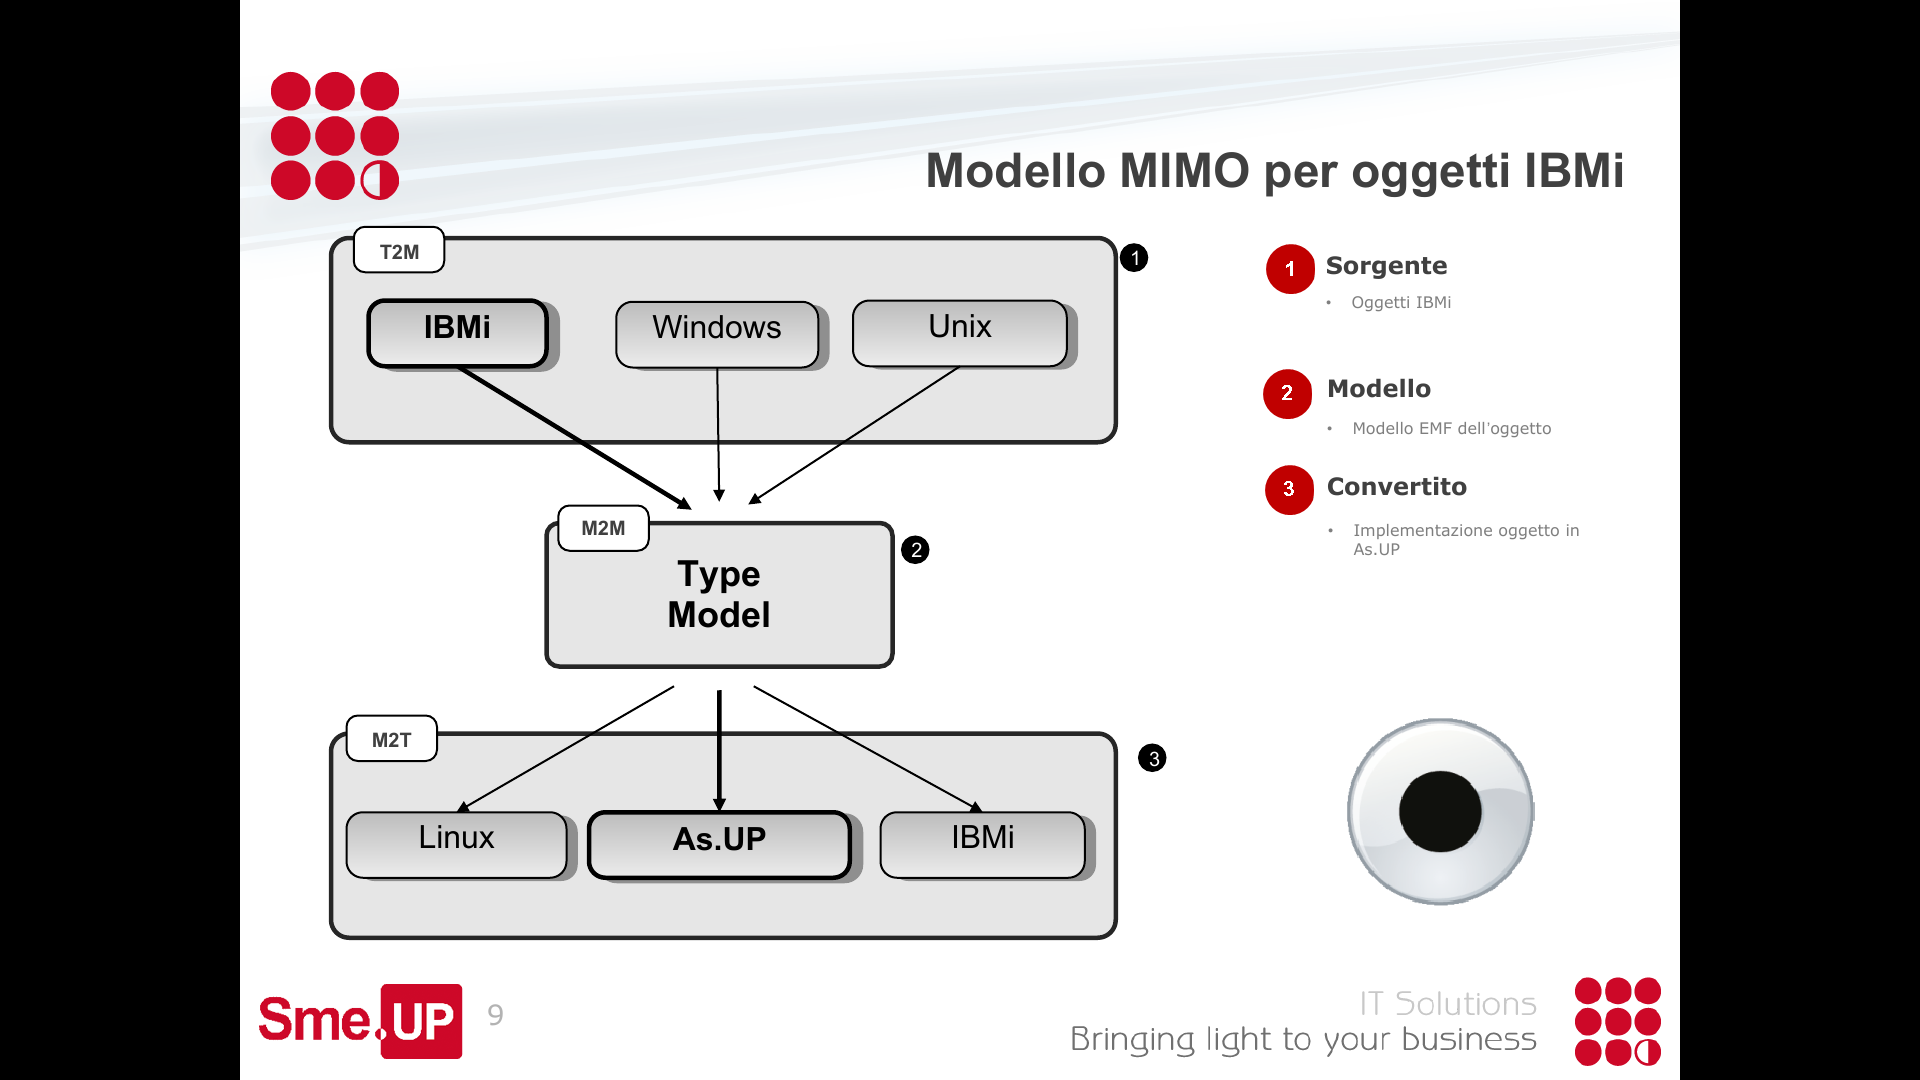 Modello MIMO per oggetti IBMi
T2M
1
IBMi
Windows
Unix
M2M
2
Type
Model
M2T
3
Linux
As.UP
IBMi
1 Sorgente
• Oggetti IBMi
2 Modello
• Modello EMF dell'oggetto
3 Convertito
• Implementazione oggetto in
As.UP
Sme.UP
9
IT Solutions
Bringing light to your business